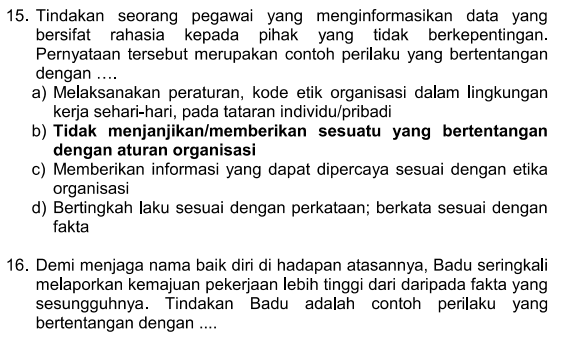 15. Tindakan seorang pegawai yang menginformasikan data yang
bersifat rahasia kepada pihak yang tidak berkepentingan.
Pernyataan tersebut merupakan contoh perilaku yang bertentangan
dengan ....
a) Melaksanakan peraturan, kode etik organisasi dalam lingkungan
kerja sehari-hari, pada tataran individu/pribadi
b) Tidak menjanjikan/memberikan sesuatu yang bertentangan
dengan aturan organisasi
c) Memberikan informasi yang dapat dipercaya sesuai dengan etika
organisasi
d) Bertingkah laku sesuai dengan perkataan; berkata sesuai dengan
fakta
16. Demi menjaga nama baik diri di hadapan atasannya, Badu seringkali
melaporkan kemajuan pekerjaan lebih tinggi dari daripada fakta yang
sesungguhnya. Tindakan Badu adalah contoh perilaku yang
bertentangan dengan ....